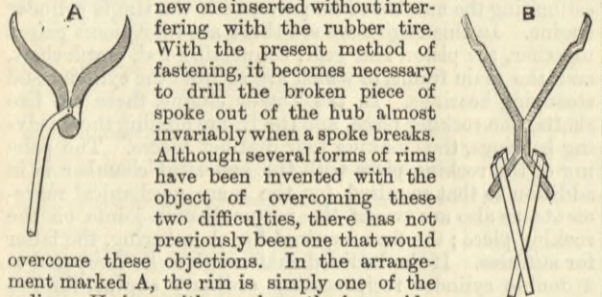 A
B
new one inserted without inter-
fering with the rubber tire.
With the present method of
fastening, it becomes necessary
to drill the broken piece of
spoke out of the hub almost
invariably when a spoke breaks.
Although several forms of rims
have been invented with the
object of overcoming these
two difficulties, there has not
previously been one that would
overcome these objections. In the arrange-
ment marked A, the rim is simply one of the